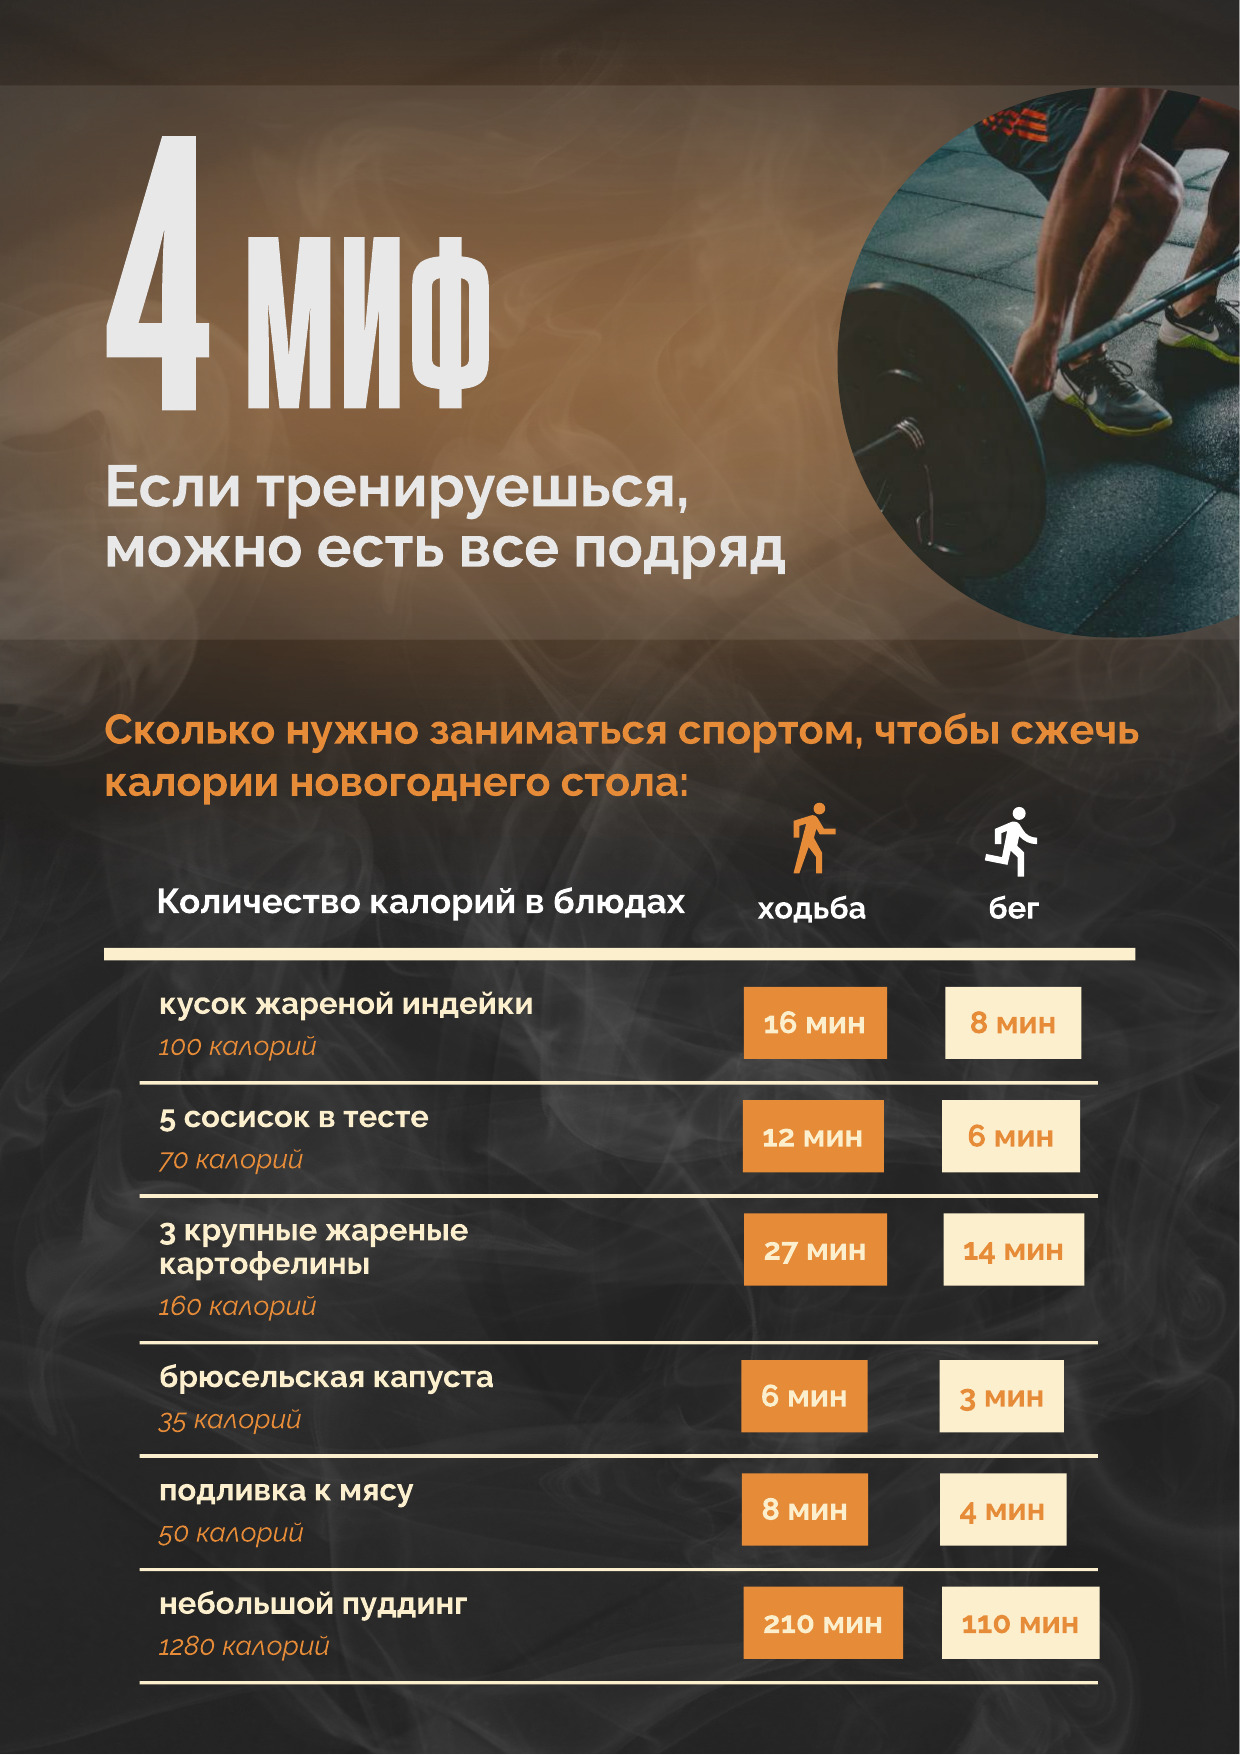 4 МИФ
Если тренируешься,
можно есть все подряд
Сколько нужно заниматься спортом, чтобы сжечь
калории новогоднего стола:
Количество калорий в блюдах ходьба бег
кусок жареной индейки
100 калорий
16 мин 8 мин
5 сосисок в тесте
70 калорий
12 мин 6 мин
3 крупные жареные
картофелины
160 калорий
27 мин 14 мин
брюсельская капуста
35 калорий
6 мин 3 мин
подливка к мясу
50 калорий
8 мин 4 мин
небольшой пуддинг
1280 калорий
210 мин 110 мин